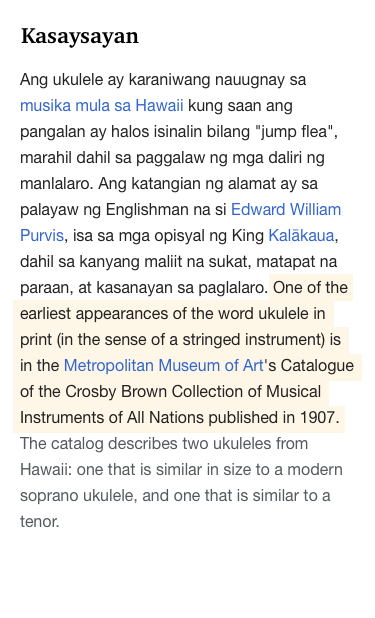 Kasaysayan
Ang ukulele ay karaniwang nauugnay sa
musika mula sa Hawaii kung saan ang
pangalan ay halos isinalin bilang "jump flea",
marahil dahil sa paggalaw ng mga daliri ng
manlalaro. Ang katangian ng alamat ay sa
palayaw ng Englishman na si Edward William
Purvis, isa sa mga opisyal ng King Kalākaua,
dahil sa kanyang maliit na sukat, matapat na
paraan, at kasanayan sa paglalaro. One of the
earliest appearances of the word ukulele in
print (in the sense of a stringed instrument) is
in the Metropolitan Museum of Art's Catalogue
of the Crosby Brown Collection of Musical
Instruments of All Nations published in 1907.
The catalog describes two ukuleles from
Hawaii: one that is similar in size to a modern
soprano ukulele, and one that is similar to a
tenor.